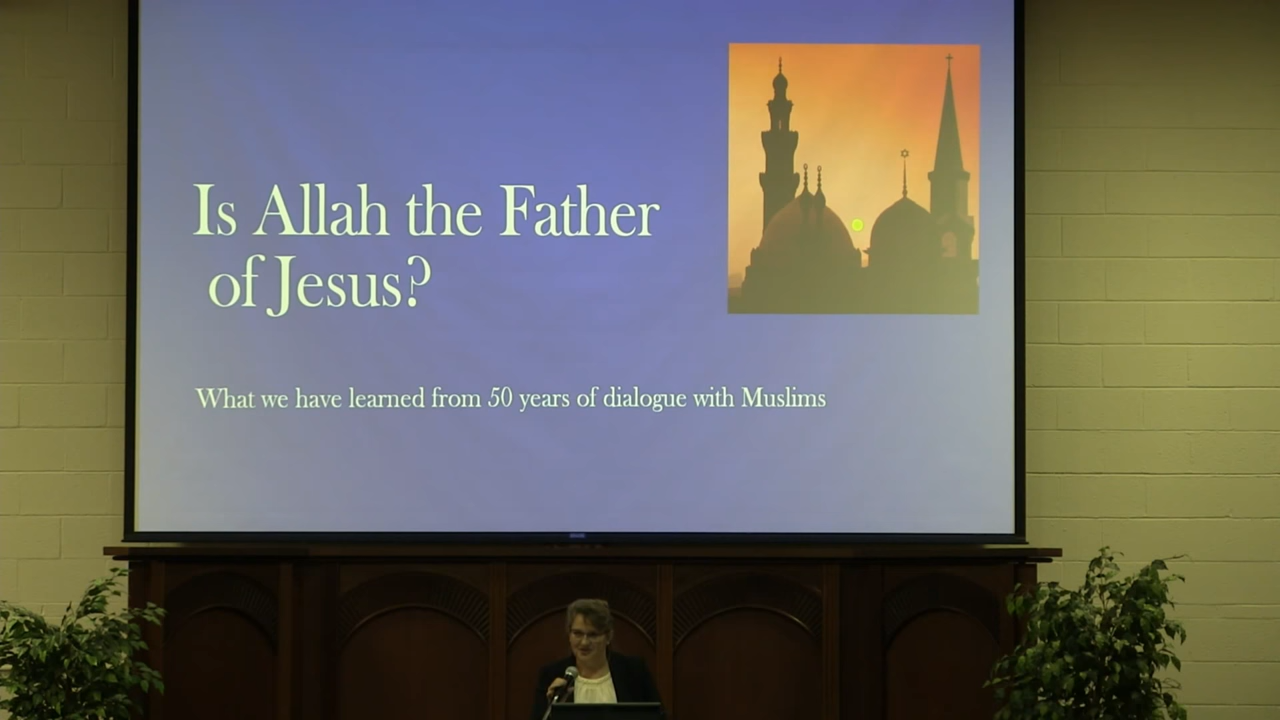 Is Allah the Father
of Jesus?
What we have learned from 50 years of dialogue with Muslims